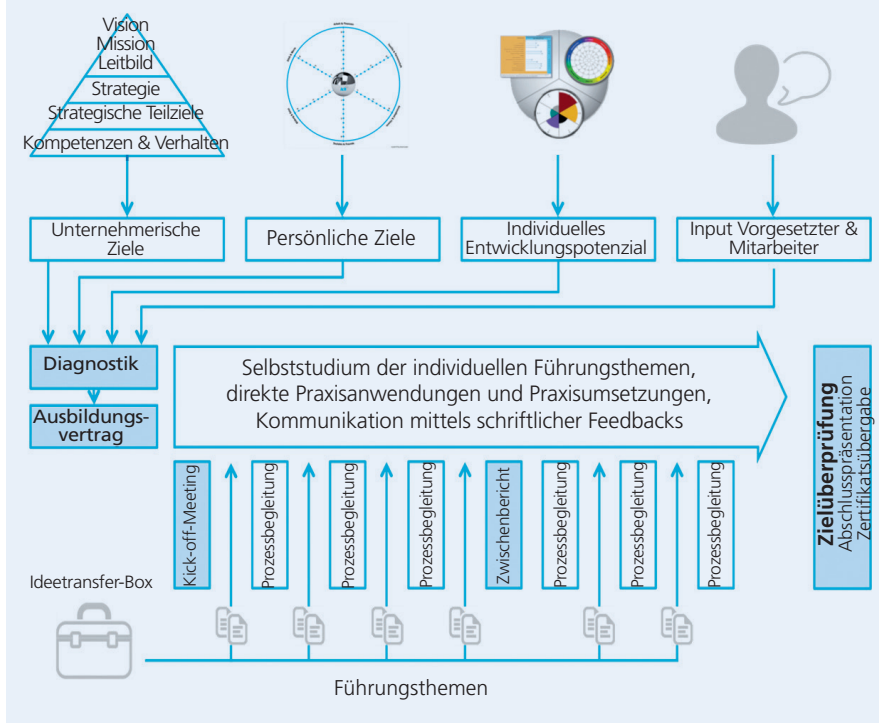 Vision
Mission
Leitbild
Strategie
Strategische Teilziele
Kompetenzen & Verhalten
Unternehmerische
Ziele
Persönliche Ziele
Individuelles
Entwicklungspotenzial
Input Vorgesetzter &
Mitarbeiter
Diagnostik
Ausbildungs-
vertrag
Selbststudium der individuellen Führungsthemen,
direkte Praxisanwendungen und Praxisumsetzungen,
Kommunikation mittels schriftlicher Feedbacks
Zielüberprüfung
Abschlusspräsentation
Zertifikatsübergabe
Kick-off-Meeting
Prozessbegleitung
Prozessbegleitung
Prozessbegleitung
Zwischenbericht
Prozessbegleitung
Prozessbegleitung
Prozessbegleitung
Ideetransfer-Box
Führungsthemen